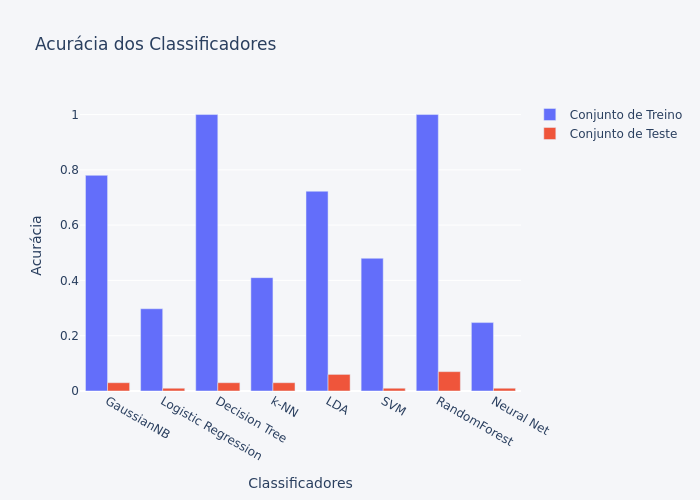 Acurácia dos Classificadores
Conjunto de Treino
Conjunto de Teste
Acurácia
1
0.8
0.6
0.4
0.2
0
GaussianNB
Logistic Regression
Decision Tree
k-NN
LDA
SVM
RandomForest
Neural Net
Classificadores